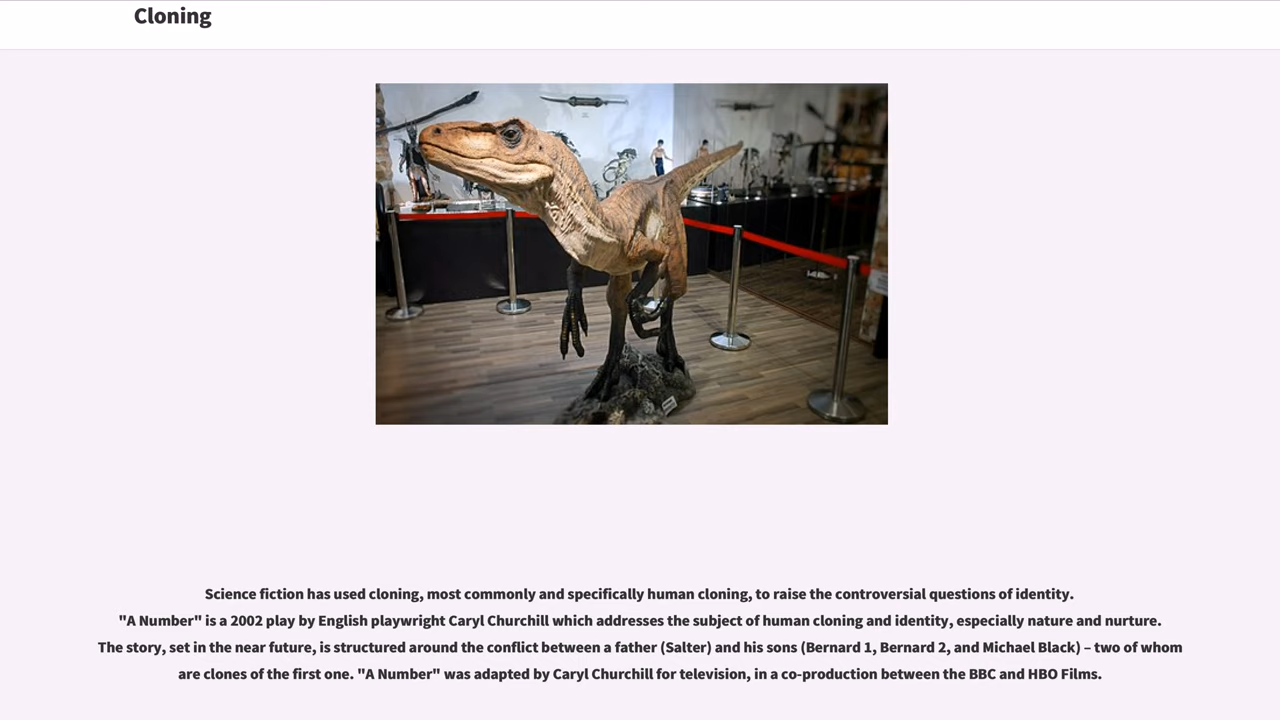 Cloning
Science fiction has used cloning, most commonly and specifically human cloning, to raise the controversial questions of identity.
"A Number" is a 2002 play by English playwright Caryl Churchill which addresses the subject of human cloning and identity, especially nature and nurture.
The story, set in the near future, is structured around the conflict between a father (Salter) and his sons (Bernard 1, Bernard 2, and Michael Black) – two of whom
are clones of the first one. "A Number" was adapted by Caryl Churchill for television, in a co-production between the BBC and HBO Films.